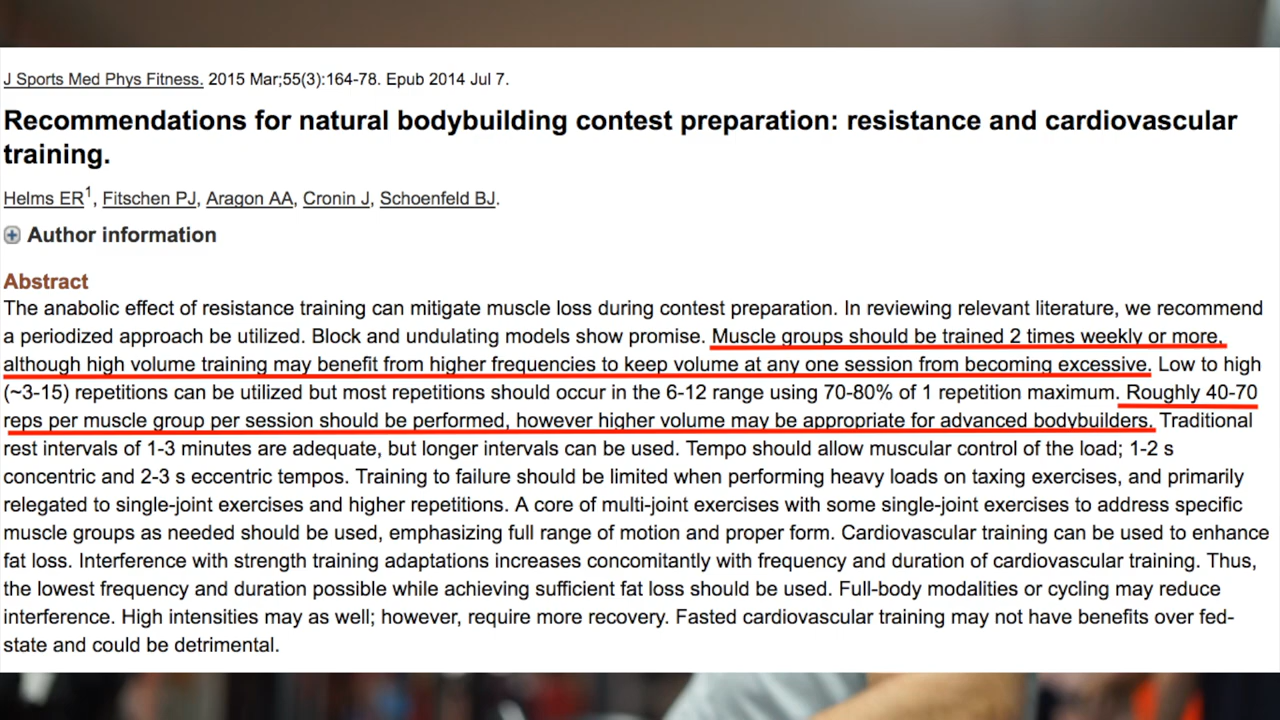 J Sports Med Phys Fitness. 2015 Mar;55(3):164-78. Epub 2014 Jul 7.
Recommendations for natural bodybuilding contest preparation: resistance and cardiovascular
training.
Helms ER1, Fitschen PJ, Aragon AA, Cronin J, Schoenfeld BJ.
Author information
Abstract
The anabolic effect of resistance training can mitigate muscle loss during contest preparation. In reviewing relevant literature, we recommend
a periodized approach be utilized. Block and undulating models show promise. Muscle groups should be trained 2 times weekly or more,
although high volume training may benefit from higher frequencies to keep volume at any one session from becoming excessive. Low to high
(~3-15) repetitions can be utilized but most repetitions should occur in the 6-12 range using 70-80% of 1 repetition maximum. Roughly 40-70
reps per muscle group per session should be performed, however higher volume may be appropriate for advanced bodybuilders. Traditional
rest intervals of 1-3 minutes are adequate, but longer intervals can be used. Tempo should allow muscular control of the load; 1-2 s
concentric and 2-3 s eccentric tempos. Training to failure should be limited when performing heavy loads on taxing exercises, and primarily
relegated to single-joint exercises and higher repetitions. A core of multi-joint exercises with some single-joint exercises to address specific
muscle groups as needed should be used, emphasizing full range of motion and proper form. Cardiovascular training can be used to enhance
fat loss. Interference with strength training adaptations increases concomitantly with frequency and duration of cardiovascular training. Thus,
the lowest frequency and duration possible while achieving sufficient fat loss should be used. Full-body modalities or cycling may reduce
interference. High intensities may as well; however, require more recovery. Fasted cardiovascular training may not have benefits over fed-
state and could be detrimental.